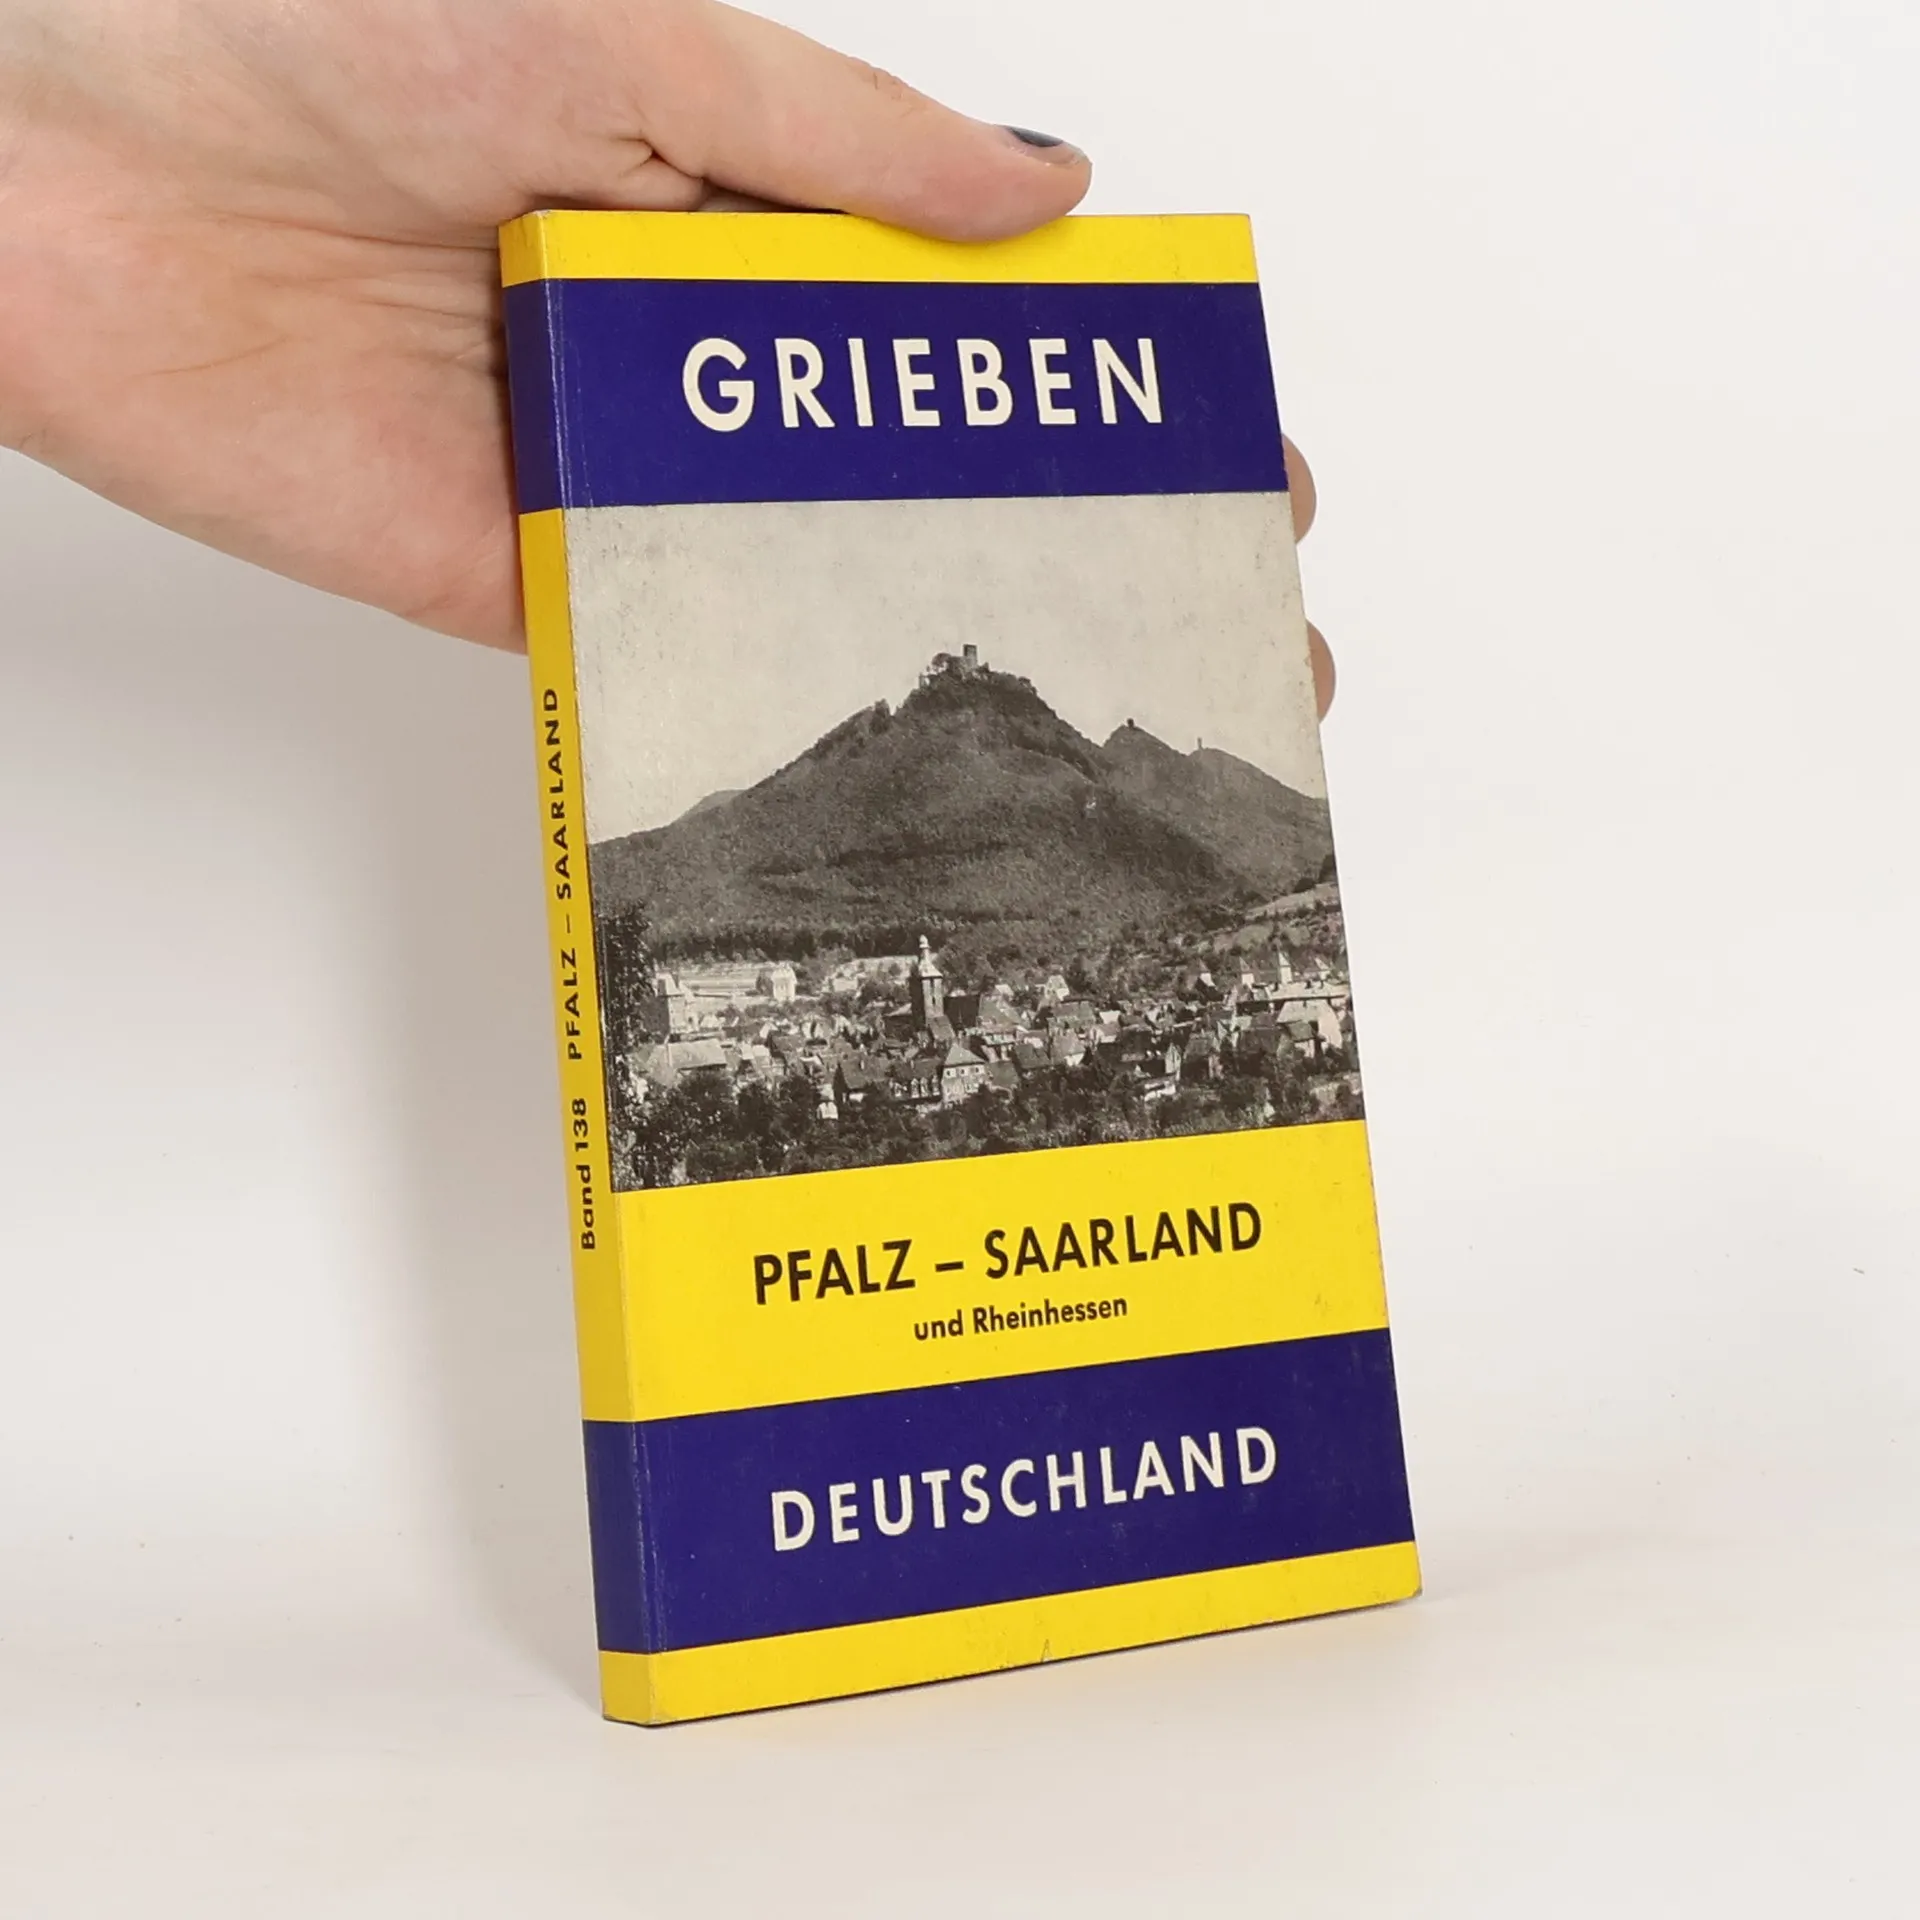 GRIEBEN
PFALZ – SAARLAND
und Rheinhessen
DEUTSCHLAND
Band 138 PFALZ – SAARLAND